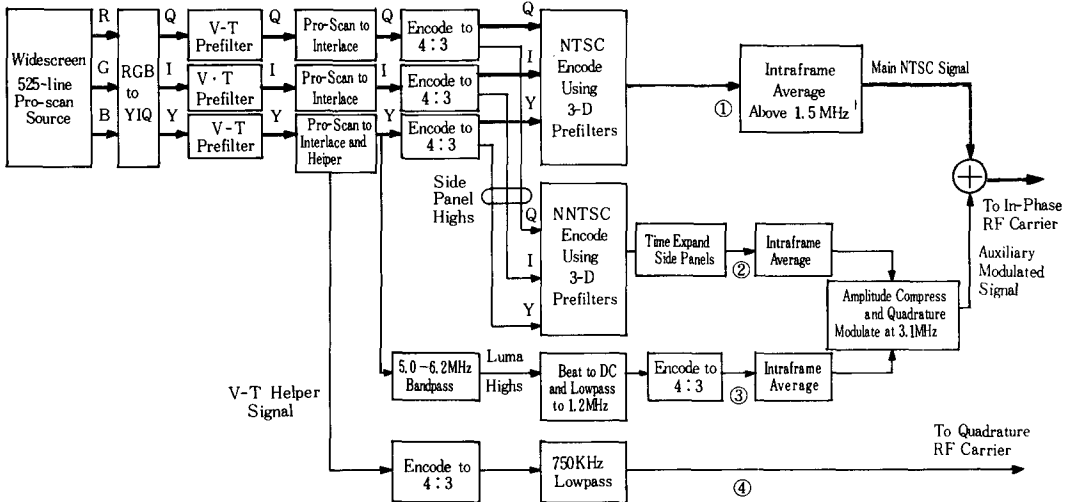 R
G
B
Q
I
Y
Q
I
Y
Q
I
Y
Q
I
Y
Widescreen
525-line
Pro-scan
Source
RGB
to
YIQ
V-T
Prefilter
V·T
Prefilter
V-T
Prefilter
Pro-Scan to
Interlace
Pro-Scan to
Interlace
Pro-Scan to
Interlace and
Heiper
Encode to
4:3
Encode to
4:3
Encode to
4:3
NTSC
Encode
Using
3-D
Prefilters
①
Intraframe
Average
Above 1.5MHz
Main NTSC Signal
To In-Phase
RF Carrier
Side
Panel
Highs
Q
I
Y
NNTSC
Encode
Using
3-D
Prefilters
Time Expand
Side Panels
②
Intraframe
Average
Auxiliary
Modulated
Signal
Amplitude Compress
and Quadrature
Modulate at 3.1MHz
5.0-6.2MHz
Bandpass
Luma
Highs
Beat to DC
and Lowpass
to 1.2MHz
Encode to
4:3
③
Intraframe
Average
V-T Helper
Signal
Encode to
4:3
750KHz
Lowpass
④
To Quadrature
RF Carrier